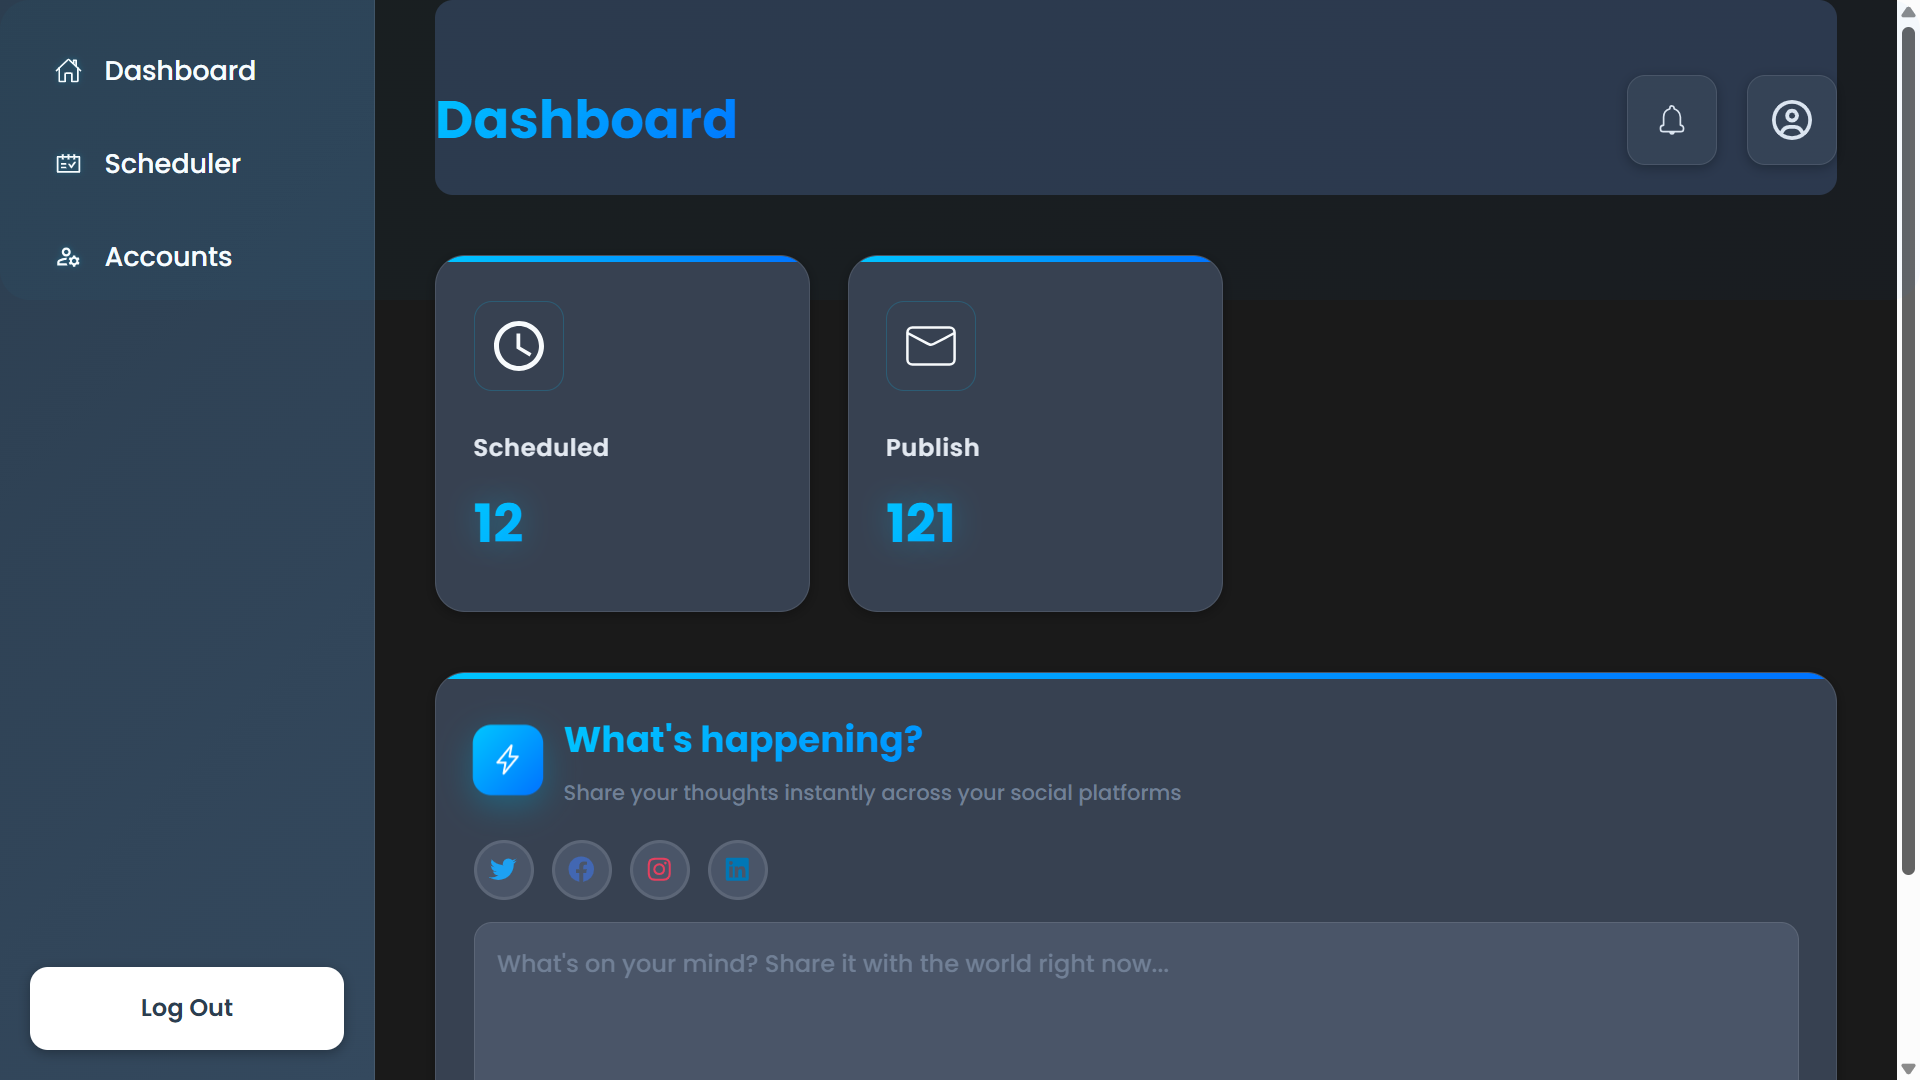 Dashboard
Scheduler
Accounts
Log Out
Dashboard
Scheduled
12
Publish
121
What's happening?
Share your thoughts instantly across your social platforms
What's on your mind? Share it with the world right now...